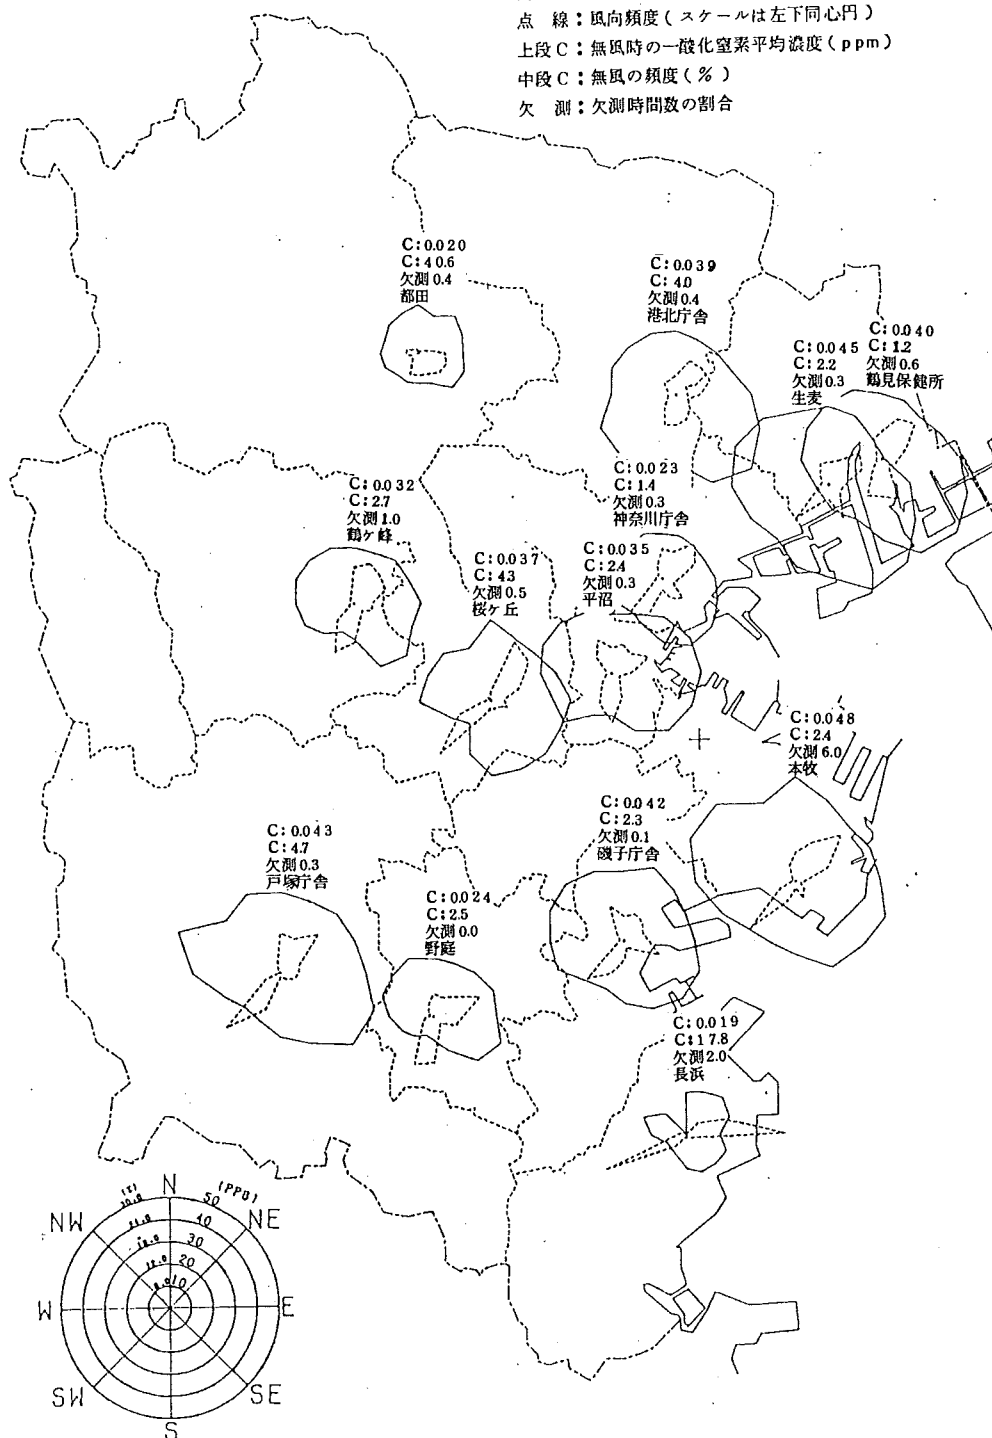 点 線：風向頻度（スケールは左下同心円）
上段C：無風時の一酸化窒素平均濃度（ppm）
中段C：無風の頻度（%）
欠 測：欠測時間数の割合
C:0.020
C:40.6
欠測0.4
都田
C:0.039
C:4.0
欠測0.4
港北庁舎
C:0.040
C:1.2
欠測0.6
鶴見保健所
C:0.045
C:2.2
欠測0.3
生麦
C:0.023
C:1.4
欠測0.3
神奈川庁舎
C:0.032
C:2.7
欠測1.0
鶴ヶ峰
C:0.037
C:4.3
欠測0.5
桜ヶ丘
C:0.035
C:2.4
欠測0.3
平沼
C:0.048
C:2.4
欠測6.0
本牧
C:0.042
C:2.3
欠測0.1
磯子庁舎
C:0.043
C:4.7
欠測0.3
戸塚庁舎
C:0.024
C:2.5
欠測0.0
野庭
C:0.019
C:17.8
欠測2.0
長浜
N
NE
E
SE
S
SW
W
NW
(PPB)
50
40
30
20
10